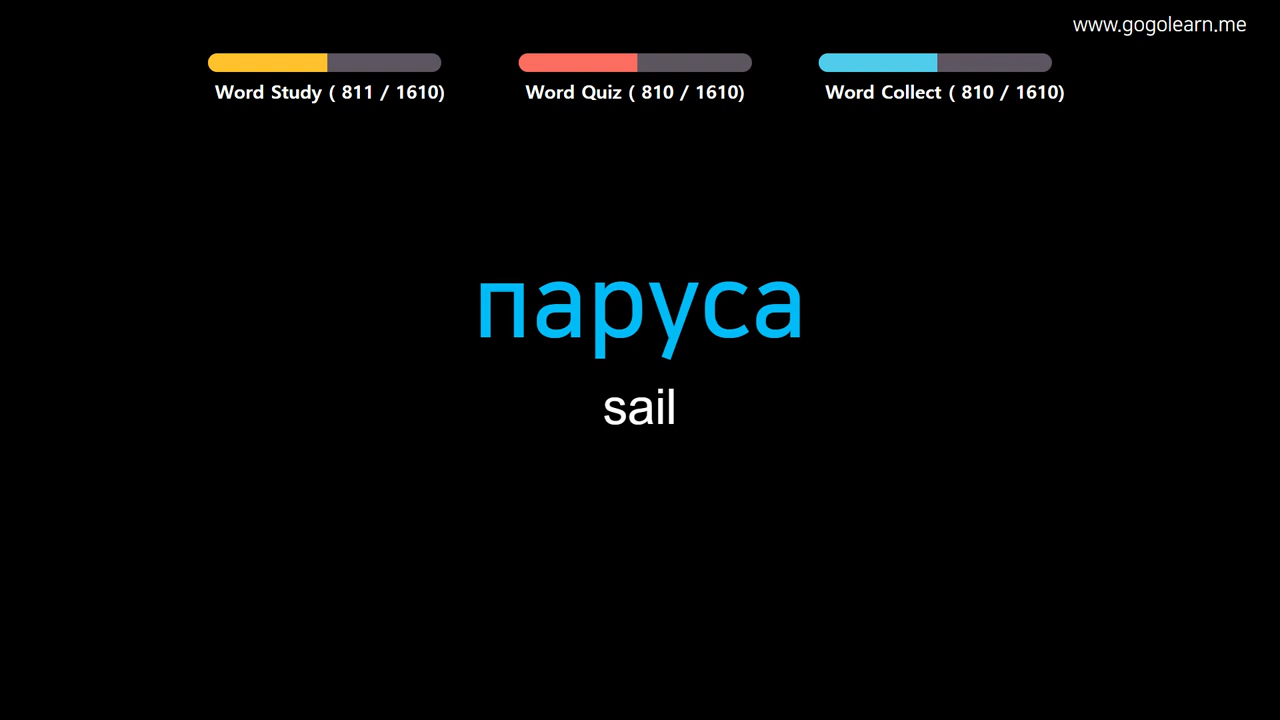 www.gogolearn.me
Word Study ( 811 / 1610)
Word Quiz ( 810 / 1610)
Word Collect ( 810 / 1610)
паруса
sail